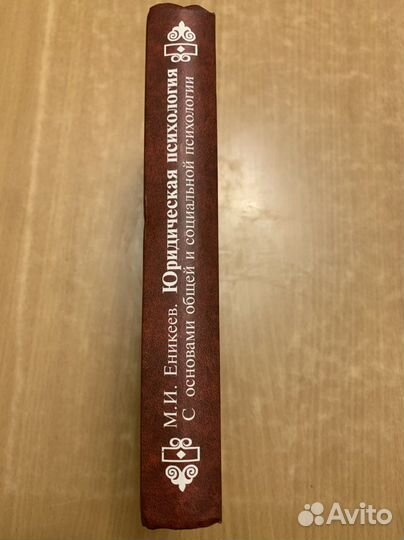 М.И. Еникеев. Юридическая психология
С основами общей и социальной психологии
Avito